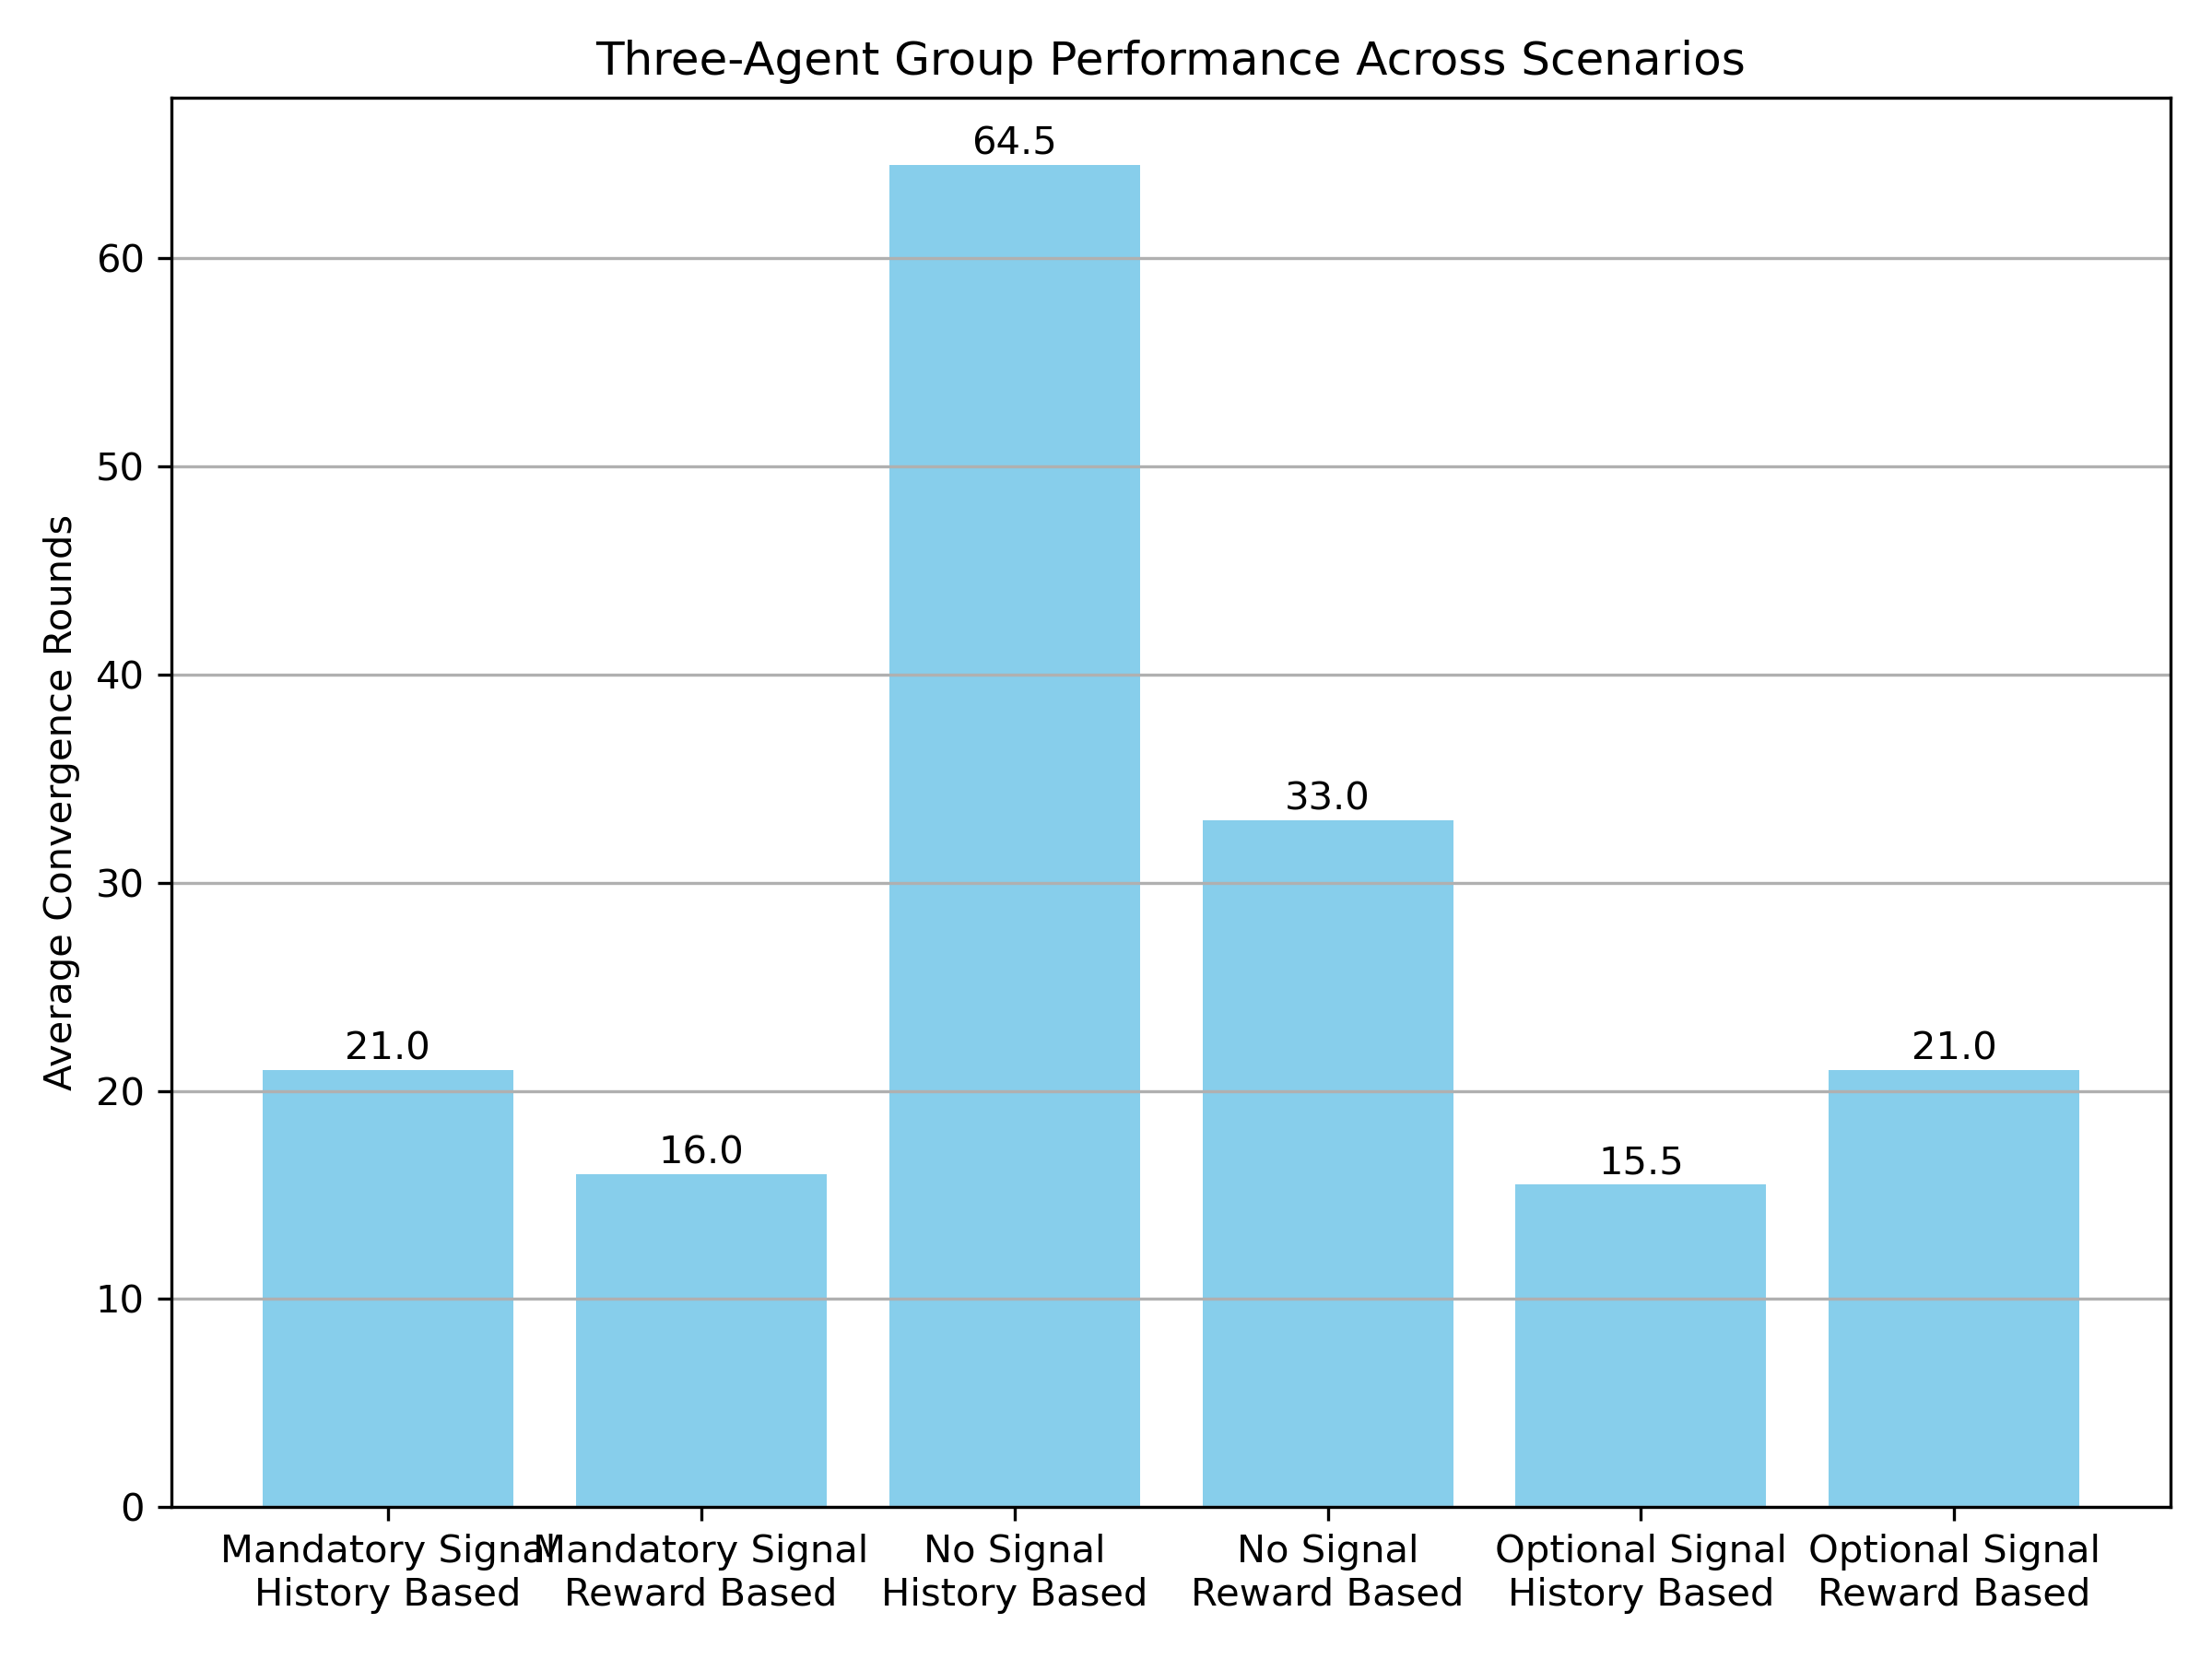 Three-Agent Group Performance Across Scenarios
Average Convergence Rounds
60
50
40
30
20
10
0
21.0
16.0
64.5
33.0
15.5
21.0
Mandatory Signal
History Based
Mandatory Signal
Reward Based
No Signal
History Based
No Signal
Reward Based
Optional Signal
History Based
Optional Signal
Reward Based